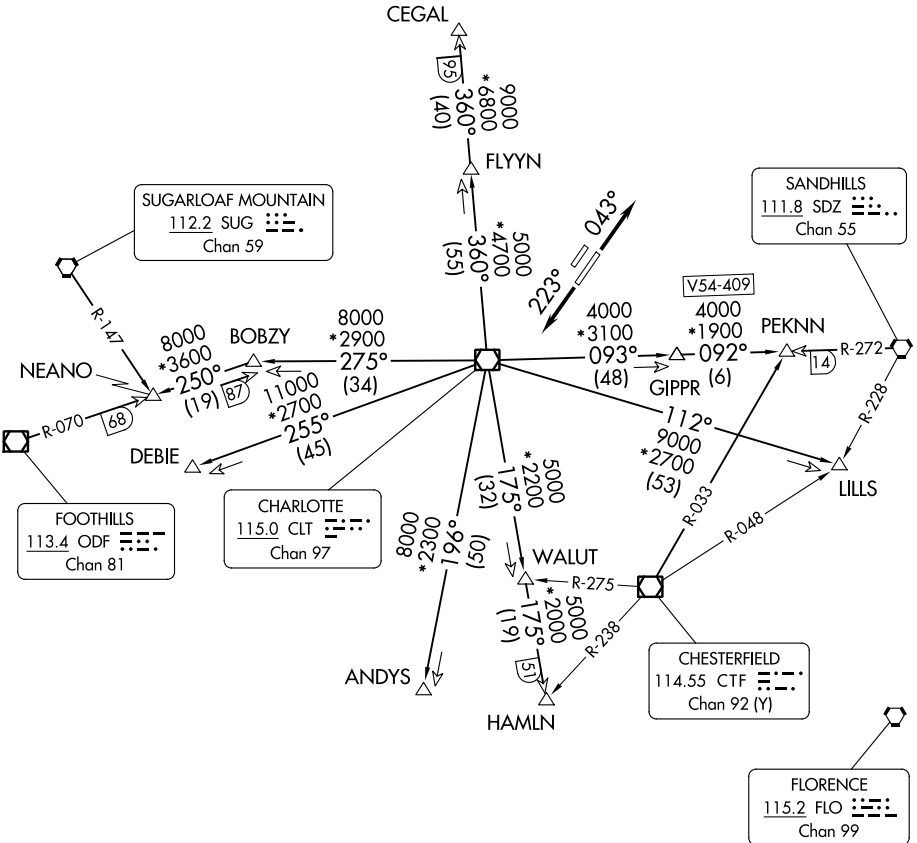 CEGAL
95
360°
(40)
9000
*6800
FLYYN
360°
(55)
5000
*4700
SUGARLOAF MOUNTAIN
112.2 SUG
Chan 59
SANDHILLS
111.8 SDZ
Chan 55
043°
223°
R-147
NEANO
8000
*3600
250°
(19)
87
BOBZY
8000
*2900
275°
(34)
4000
*3100
093°
(48)
GIPPR
V54-409
4000
*1900
092°
(6)
PEKNN
14
R-272
R-228
R-070
68
DEBIE
11000
*2700
255°
(45)
112°
9000
*2700
(53)
LILLS
FOOTHILLS
113.4 ODF
Chan 81
CHARLOTTE
115.0 CLT
Chan 97
5000
*2200
175°
(32)
R-033
R-048
8000
*2300
196°
(50)
WALUT
R-275
5000
*2000
175°
(19)
51
R-238
ANDYS
HAMLN
CHESTERFIELD
114.55 CTF
Chan 92 (Y)
FLORENCE
115.2 FLO
Chan 99